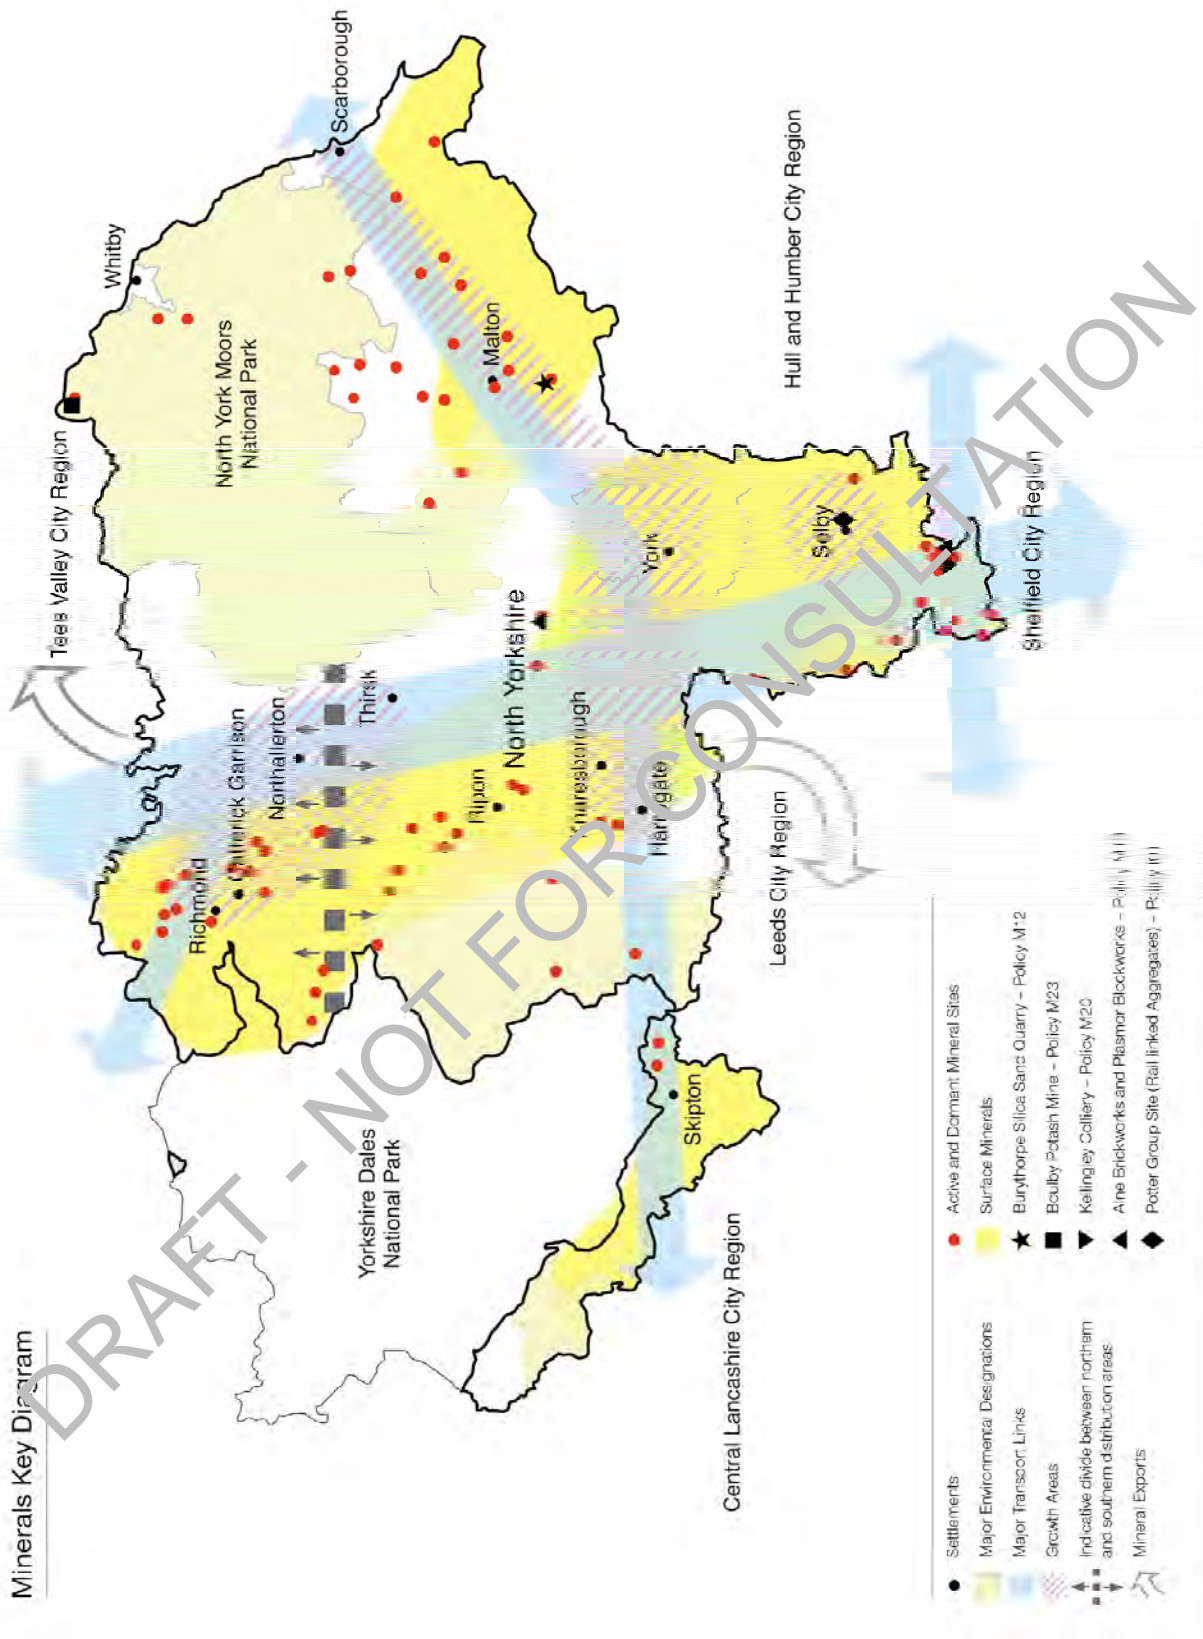 Minerals Key Diagram
Tees Valley City Region
Whitby
Scarborough
North York Moors
National Park
Richmond
Catterick Garrison
Northallerton
Thirsk
Malton
Yorkshire Dales
National Park
Ripon
North Yorkshire
Knaresborough
Harrogate
York
Skipton
Selby
Hull and Humber City Region
Leeds City Region
Central Lancashire City Region
Sheffield City Region
DRAFT - NOT FOR CONSULTATION
Settlements
Major Environmental Designations
Major Transport Links
Growth Areas
Indicative divide between northern
and southern distribution areas
Mineral Exports
Active and Dormant Mineral Sites
Surface Minerals
Burythorpe Silica Sand Quarry – Policy M12
Boulby Potash Mine – Policy M23
Kellingley Colliery – Policy M20
Alne Brickworks and Plasmor Blockworks – Policy
Potter Group Site (Rail linked Aggregates) – Policy